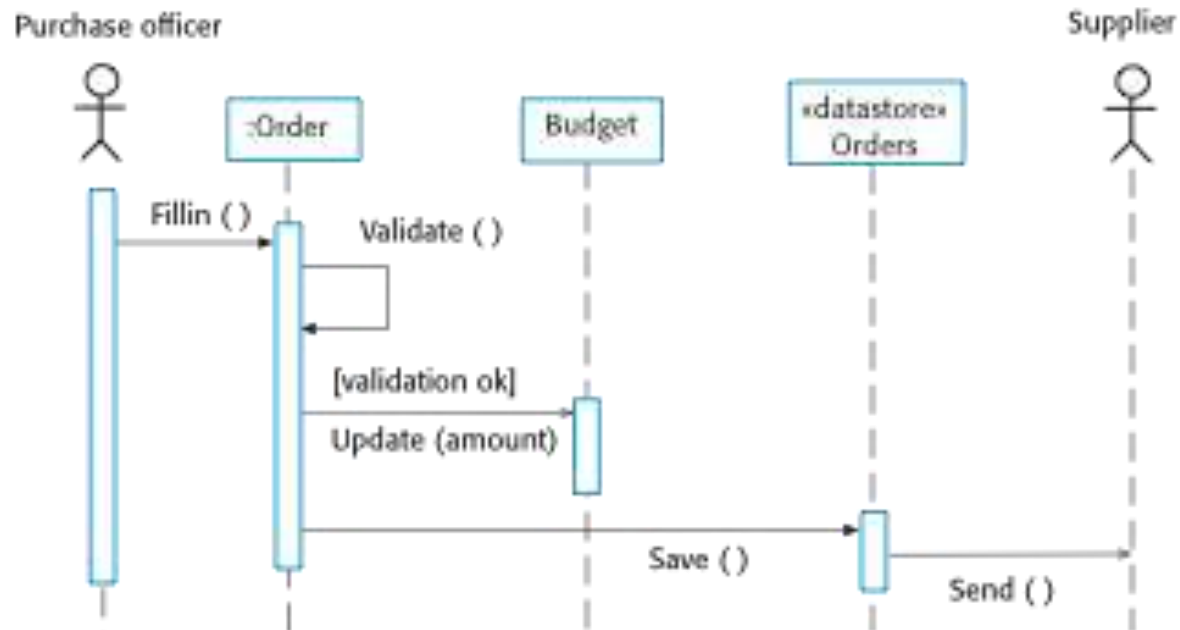 Purchase officer
Supplier
:Order
Budget
«datastore»
Orders
Fillin ( )
Validate ( )
[validation ok]
Update (amount)
Save ( )
Send ( )